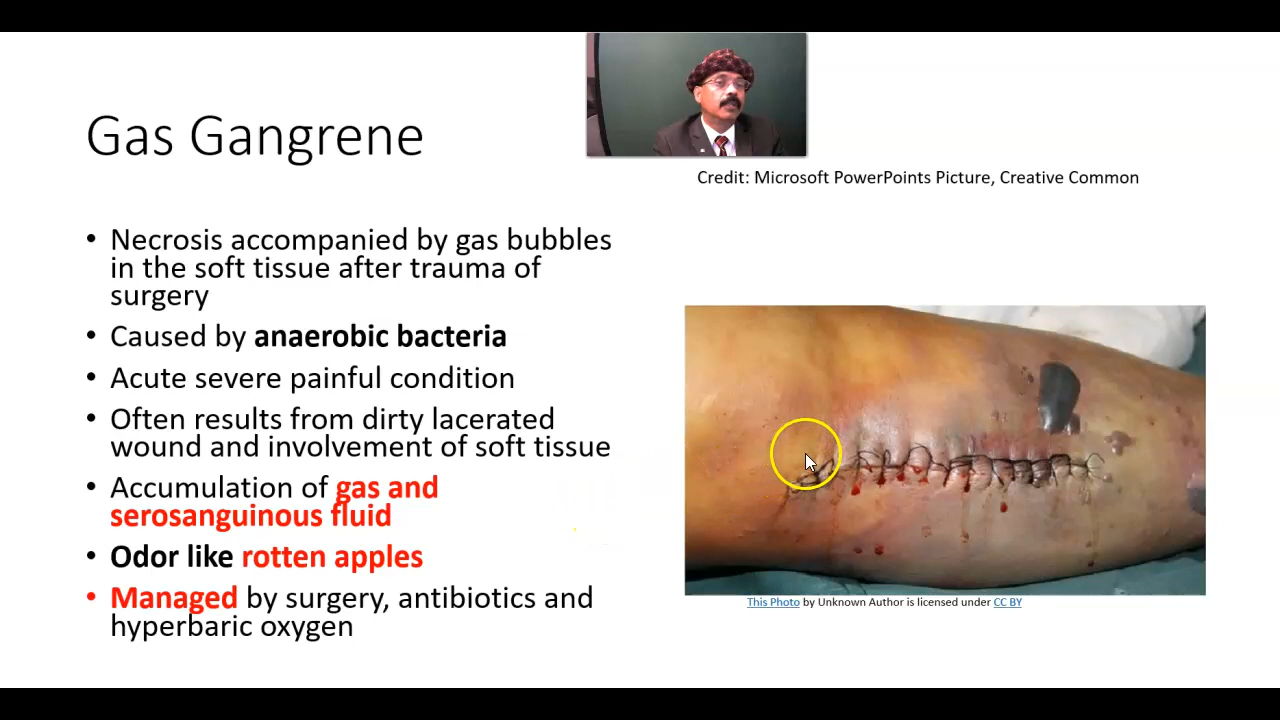 Gas Gangrene
Credit: Microsoft PowerPoints Picture, Creative Common
• Necrosis accompanied by gas bubbles
in the soft tissue after trauma of
surgery
• Caused by anaerobic bacteria
• Acute severe painful condition
• Often results from dirty lacerated
wound and involvement of soft tissue
• Accumulation of gas and
serosanguinous fluid
• Odor like rotten apples
• Managed by surgery, antibiotics and
hyperbaric oxygen
This Photo by Unknown Author is licensed under CC BY